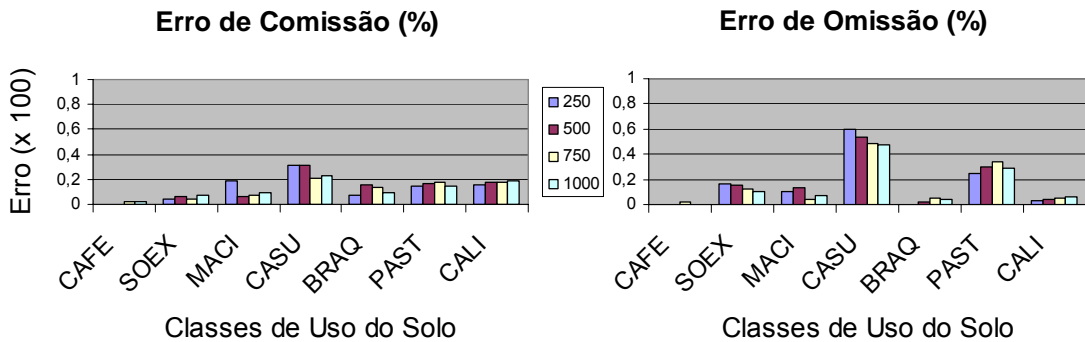 Erro de Comissão (%)
Erro (x 100)
1
0,8
0,6
0,4
0,2
0
CAFE
SOEX
MACI
CASU
BRAQ
PAST
CALI
Classes de Uso do Solo
250
500
750
1000
Erro de Omissão (%)
1
0,8
0,6
0,4
0,2
0
CAFE
SOEX
MACI
CASU
BRAQ
PAST
CALI
Classes de Uso do Solo